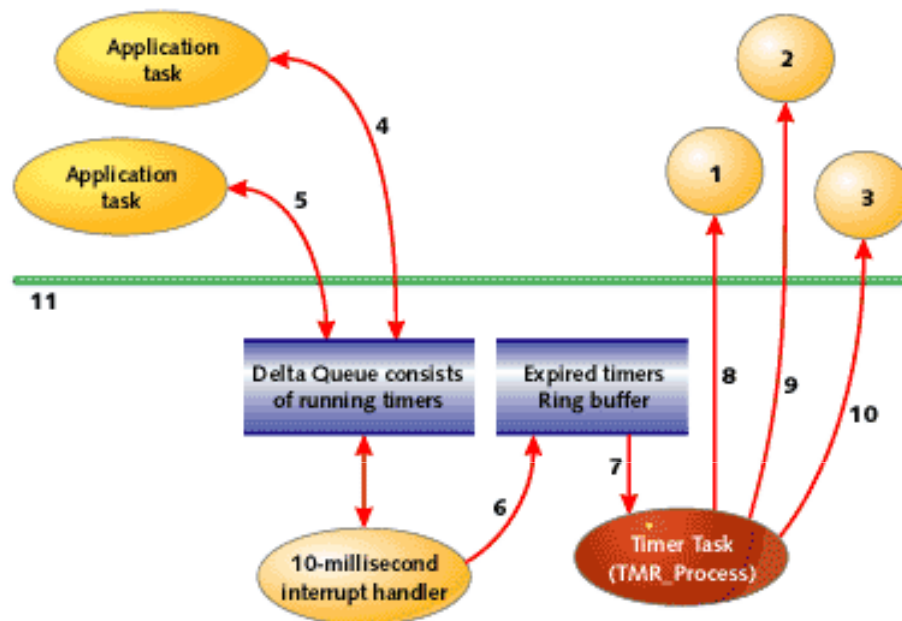 Application
task
2
4
1
Application
task
5
3
11
Delta Queue consists
of running timers
Expired timers
Ring buffer
8
9
10
7
6
10-millisecond
interrupt handler
Timer Task
(TMR_Process)